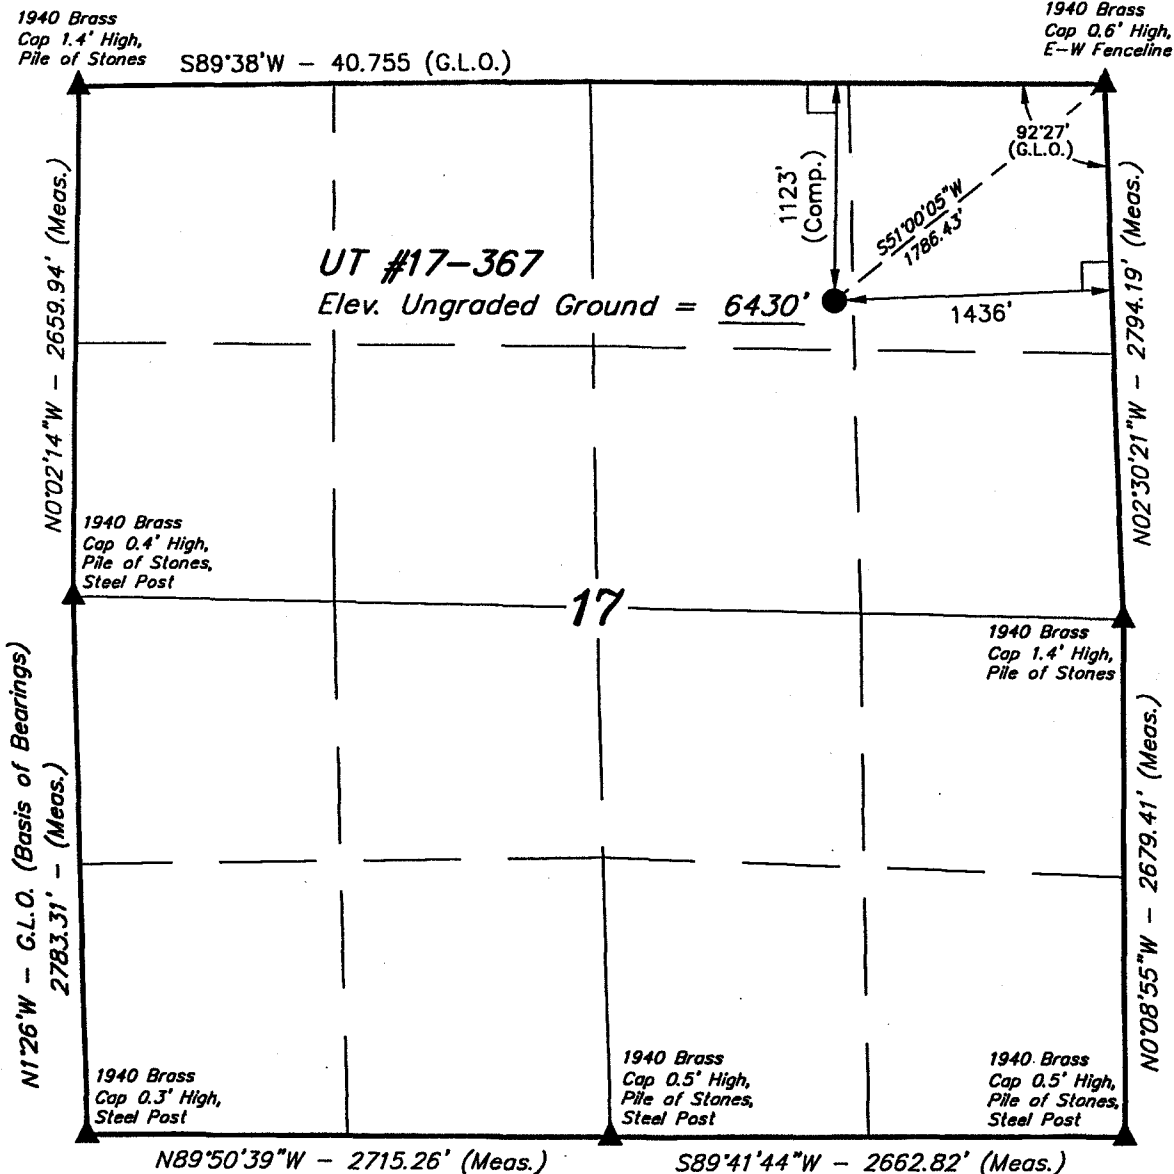 1940 Brass
Cap 1.4' High,
Pile of Stones
1940 Brass
Cap 0.6' High,
E-W Fenceline
S89°38'W - 40.755 (G.L.O.)
92°27'
(G.L.O.)
1123'
(Comp.)
S51°00'05"W
1786.43'
N0°02'14"W - 2659.94' (Meas.)
UT #17-367
Elev. Ungraded Ground = 6430'
1436'
N02°30'21"W - 2794.19' (Meas.)
1940 Brass
Cap 0.4' High,
Pile of Stones,
Steel Post
17
1940 Brass
Cap 1.4' High,
Pile of Stones
N1°26'W - G.L.O. (Basis of Bearings)
2783.31' - (Meas.)
N0°08'55"W - 2679.41' (Meas.)
1940 Brass
Cap 0.3' High,
Steel Post
1940 Brass
Cap 0.5' High,
Pile of Stones,
Steel Post
1940 Brass
Cap 0.5' High,
Pile of Stones,
Steel Post
N89°50'39"W - 2715.26' (Meas.)
S89°41'44"W - 2662.82' (Meas.)